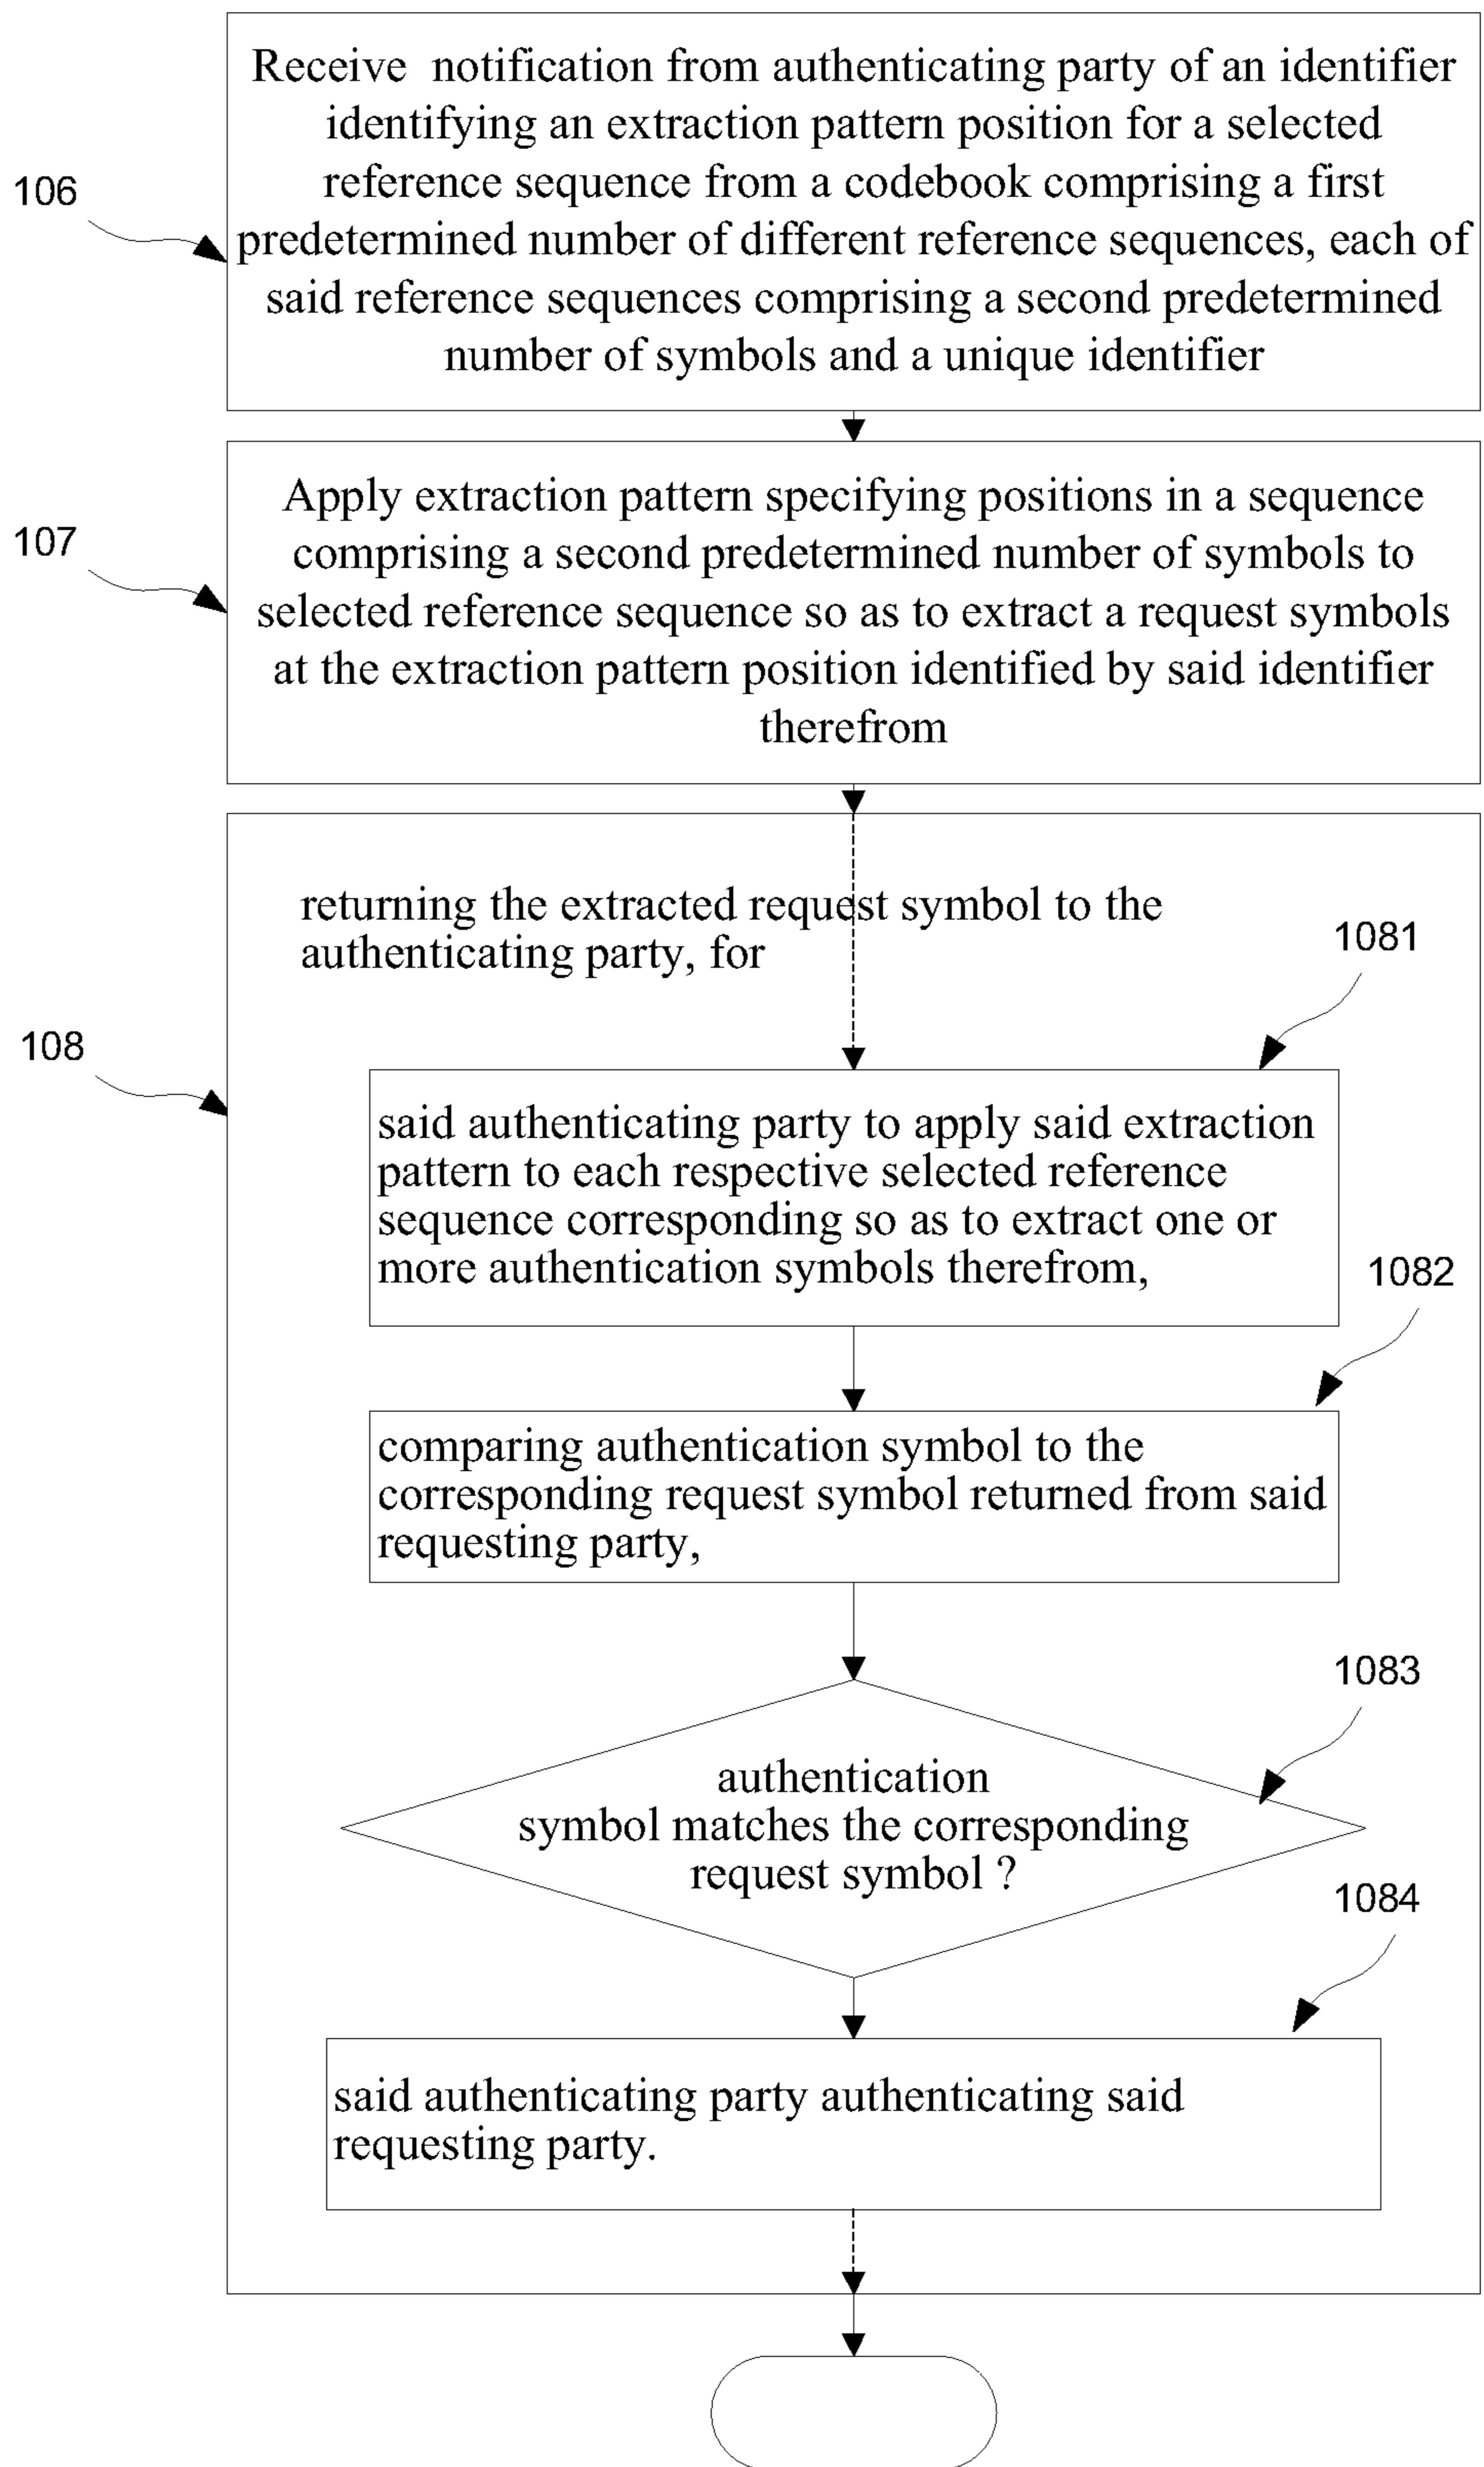 Receive notification from authenticating party of an identifier
identifying an extraction pattern position for a selected
reference sequence from a codebook comprising a first
predetermined number of different reference sequences, each of
said reference sequences comprising a second predetermined
number of symbols and a unique identifier
106
Apply extraction pattern specifying positions in a sequence
comprising a second predetermined number of symbols to
selected reference sequence so as to extract a request symbols
at the extraction pattern position identified by said identifier
therefrom
107
returning the extracted request symbol to the
authenticating party, for
108
1081
said authenticating party to apply said extraction
pattern to each respective selected reference
sequence corresponding so as to extract one or
more authentication symbols therefrom,
1082
comparing authentication symbol to the
corresponding request symbol returned from said
requesting party,
1083
authentication
symbol matches the corresponding
request symbol ?
1084
said authenticating party authenticating said
requesting party.